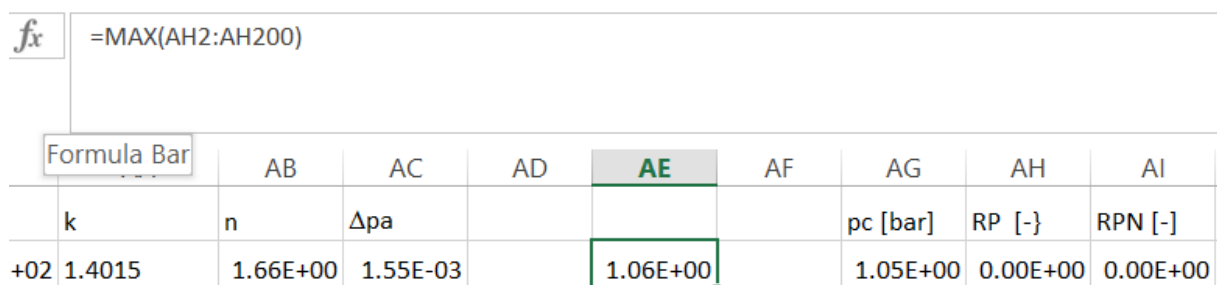 fx =MAX(AH2:AH200)
Formula Bar AB AC AD AE AF AG AH AI
k n Δpa pc [bar] RP [-} RPN [-]
+02 1.4015 1.66E+00 1.55E-03 1.06E+00 1.05E+00 0.00E+00 0.00E+00